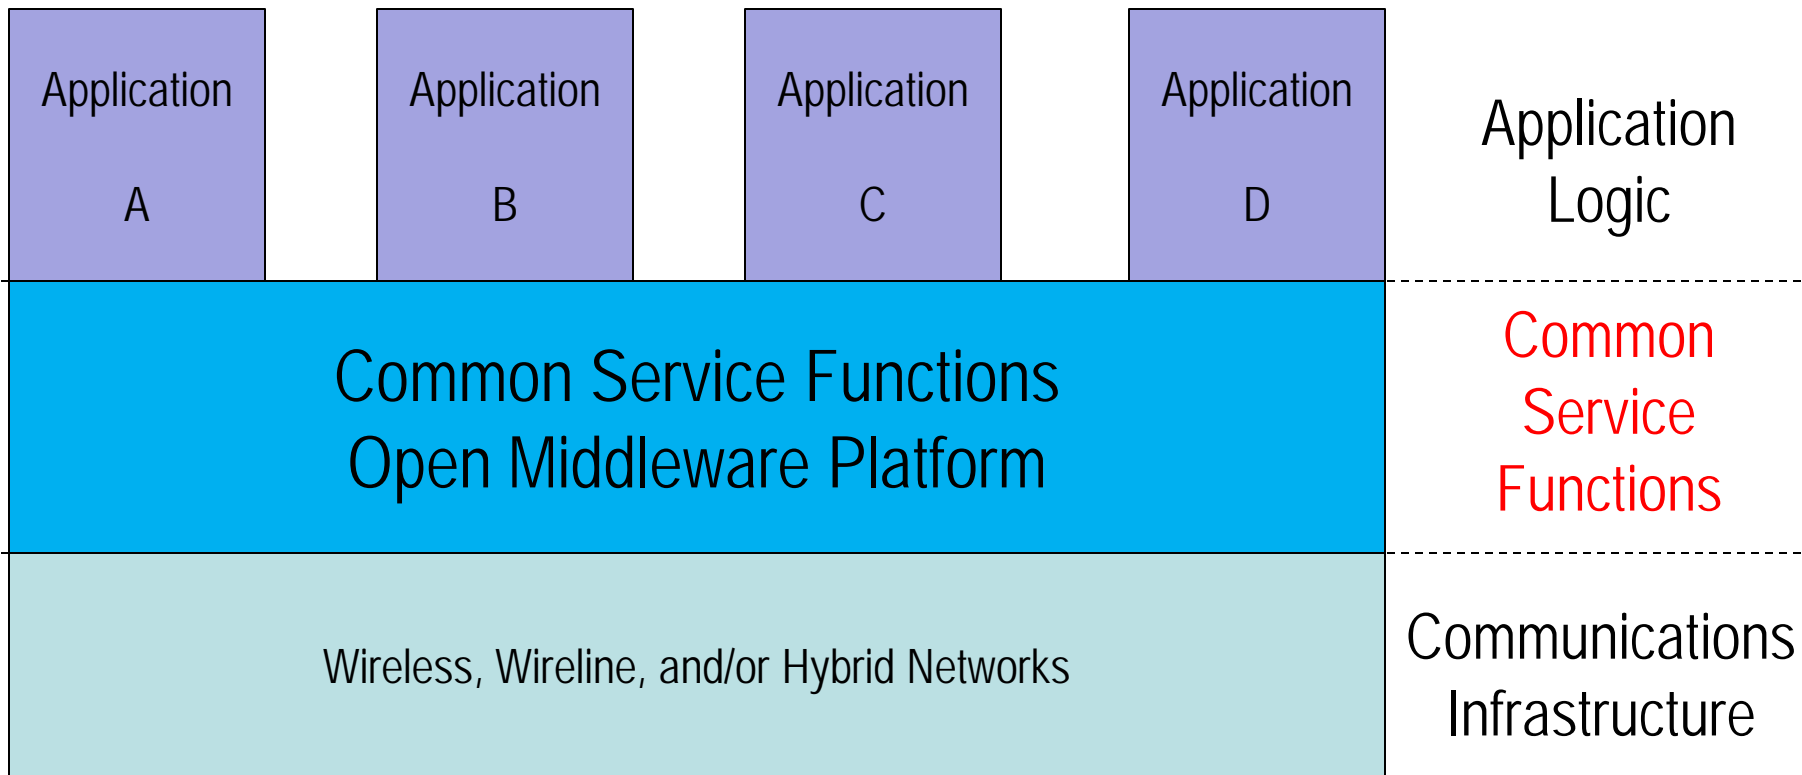 Application
A
Application
B
Application
C
Application
D
Application
Logic
Common Service Functions
Open Middleware Platform
Common
Service
Functions
Wireless, Wireline, and/or Hybrid Networks
Communications
Infrastructure